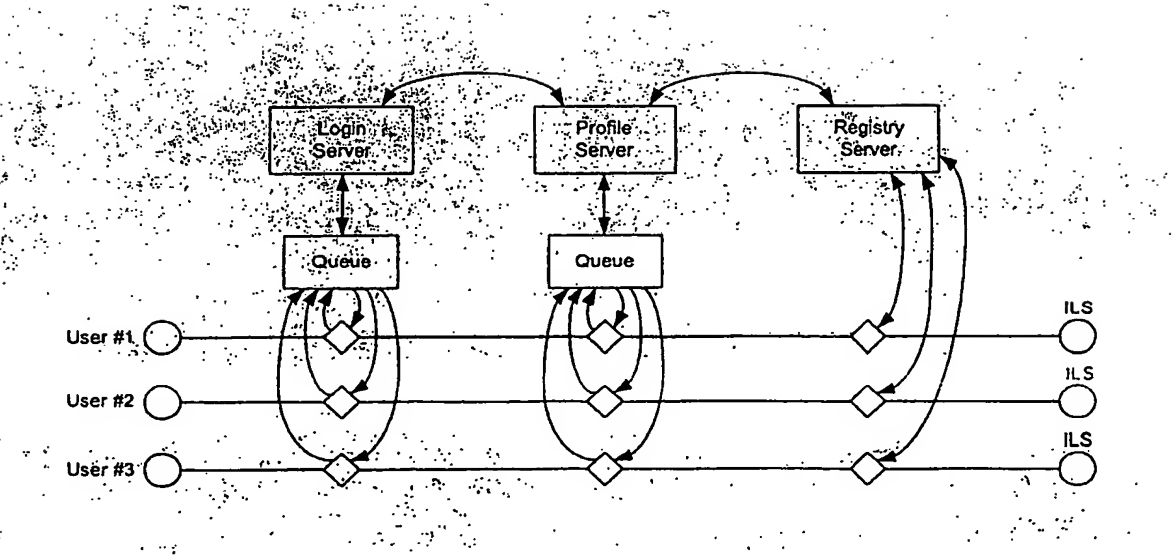 Login
Server
Profile
Server
Registry
Server
Queue
Queue
User #1
ILS
User #2
ILS
User #3
ILS